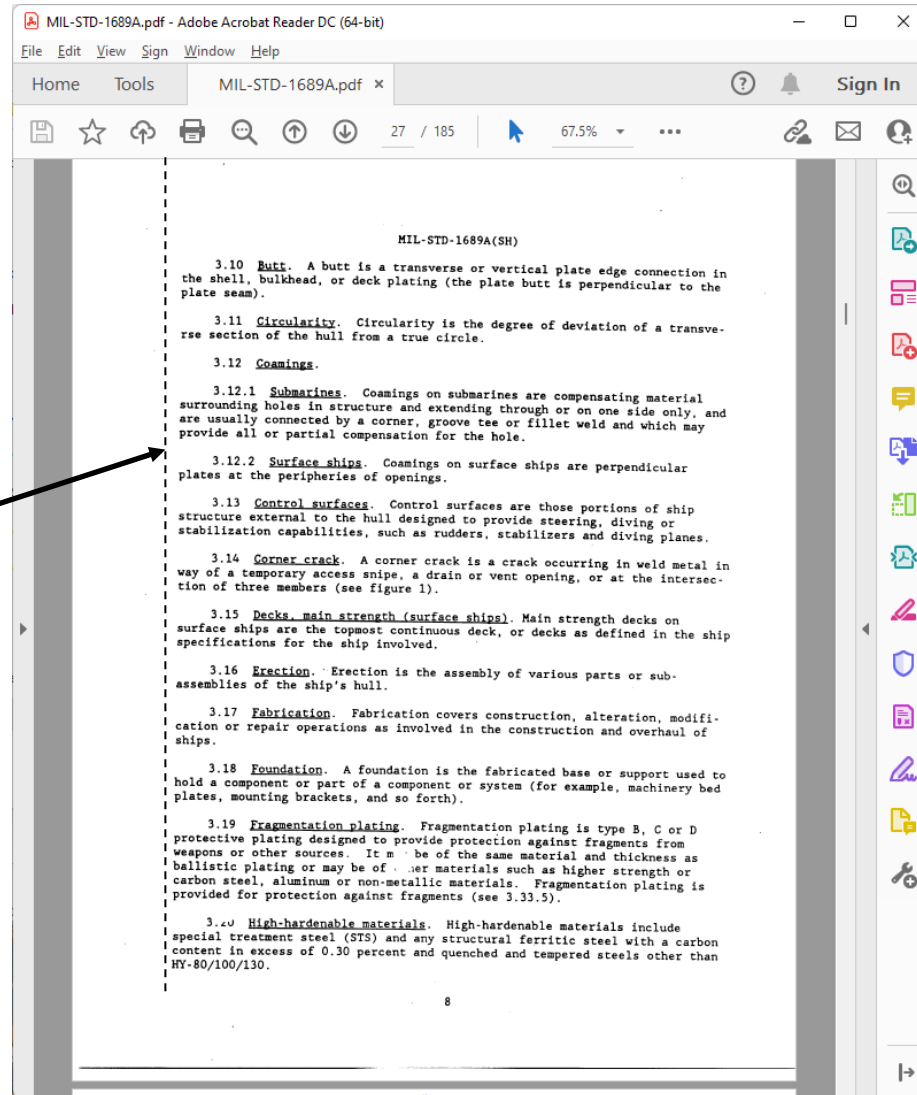 MIL-STD-1689A.pdf - Adobe Acrobat Reader DC (64-bit)
File Edit View Sign Window Help
Home Tools MIL-STD-1689A.pdf × Sign In
27 / 185 67.5%
MIL-STD-1689A(SH)
3.10 Butt. A butt is a transverse or vertical plate edge connection in
the shell, bulkhead, or deck plating (the plate butt is perpendicular to the
plate seam).
3.11 Circularity. Circularity is the degree of deviation of a transve-
rse section of the hull from a true circle.
3.12 Coamings.
3.12.1 Submarines. Coamings on submarines are compensating material
surrounding holes in structure and extending through or on one side only, and
are usually connected by a corner, groove tee or fillet weld and which may
provide all or partial compensation for the hole.
3.12.2 Surface ships. Coamings on surface ships are perpendicular
plates at the peripheries of openings.
3.13 Control surfaces. Control surfaces are those portions of ship
structure external to the hull designed to provide steering, diving or
stabilization capabilities, such as rudders, stabilizers and diving planes.
3.14 Corner crack. A corner crack is a crack occurring in weld metal in
way of a temporary access snipe, a drain or vent opening, or at the intersec-
tion of three members (see figure 1).
3.15 Decks, main strength (surface ships). Main strength decks on
surface ships are the topmost continuous deck, or decks as defined in the ship
specifications for the ship involved.
3.16 Erection. Erection is the assembly of various parts or sub-
assemblies of the ship's hull.
3.17 Fabrication. Fabrication covers construction, alteration, modifi-
cation or repair operations as involved in the construction and overhaul of
ships.
3.18 Foundation. A foundation is the fabricated base or support used to
hold a component or part of a component or system (for example, machinery bed
plates, mounting brackets, and so forth).
3.19 Fragmentation plating. Fragmentation plating is type B, C or D
protective plating designed to provide protection against fragments from
weapons or other sources. It m be of the same material and thickness as
ballistic plating or may be of materials such as higher strength or
carbon steel, aluminum or non-metallic materials. Fragmentation plating is
provided for protection against fragments (see 3.33.5).
High-hardenable materials. High-hardenable materials include
special treatment steel (STS) and any structural ferritic steel with a carbon
content in excess of 0.30 percent and quenched and tempered steels other than
HY-80/100/130.
8